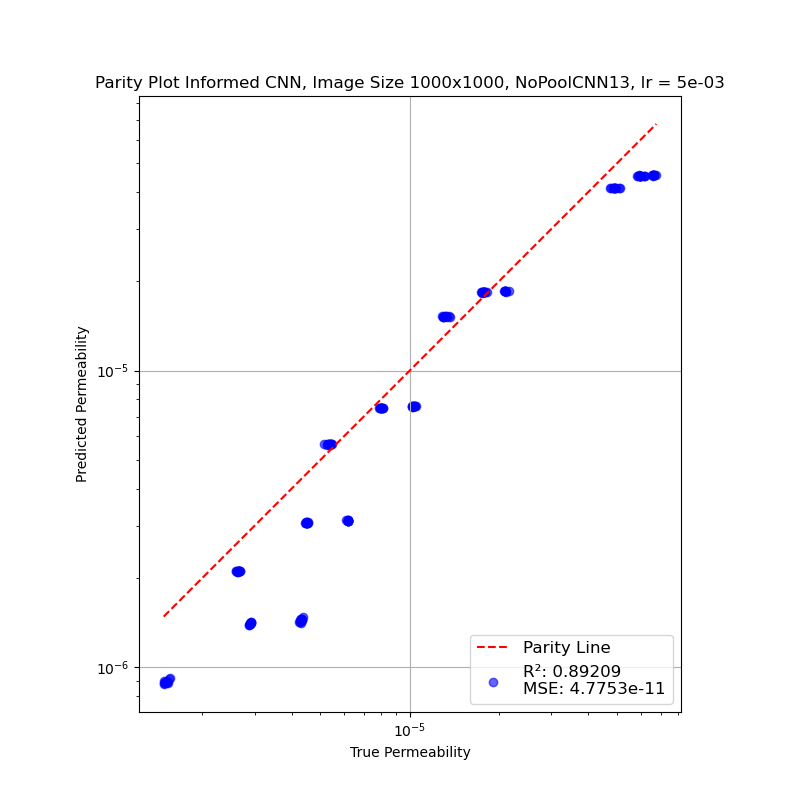 Parity Plot Informed CNN, Image Size 1000x1000, NoPoolCNN13, lr = 5e-03
Predicted Permeability
10⁻⁵
10⁻⁶
Parity Line
R²: 0.89209
MSE: 4.7753e-11
10⁻⁵
True Permeability